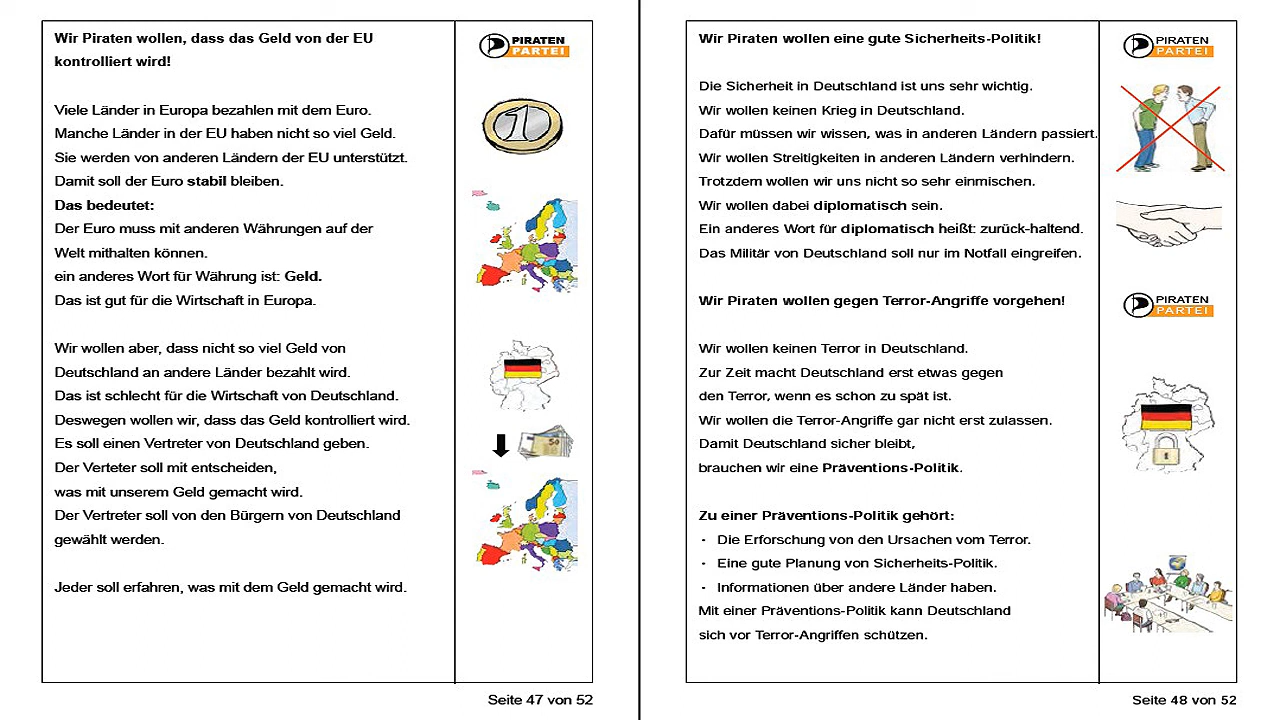 Wir Piraten wollen, dass das Geld von der EU
kontrolliert wird!
PIRATEN
PARTEI
Viele Länder in Europa bezahlen mit dem Euro.
Manche Länder in der EU haben nicht so viel Geld.
Sie werden von anderen Ländern der EU unterstützt.
Damit soll der Euro stabil bleiben.
Das bedeutet:
Der Euro muss mit anderen Währungen auf der
Welt mithalten können.
ein anderes Wort für Währung ist: Geld.
Das ist gut für die Wirtschaft in Europa.
1
Wir wollen aber, dass nicht so viel Geld von
Deutschland an andere Länder bezahlt wird.
Das ist schlecht für die Wirtschaft von Deutschland.
Deswegen wollen wir, dass das Geld kontrolliert wird.
Es soll einen Vertreter von Deutschland geben.
Der Verteter soll mit entscheiden,
was mit unserem Geld gemacht wird.
Der Vertreter soll von den Bürgern von Deutschland
gewählt werden.
50
Jeder soll erfahren, was mit dem Geld gemacht wird.
Seite 47 von 52
Wir Piraten wollen eine gute Sicherheits-Politik!
PIRATEN
PARTEI
Die Sicherheit in Deutschland ist uns sehr wichtig.
Wir wollen keinen Krieg in Deutschland.
Dafür müssen wir wissen, was in anderen Ländern passiert.
Wir wollen Streitigkeiten in anderen Ländern verhindern.
Trotzdem wollen wir uns nicht so sehr einmischen.
Wir wollen dabei diplomatisch sein.
Ein anderes Wort für diplomatisch heißt: zurück-haltend.
Das Militär von Deutschland soll nur im Notfall eingreifen.
Wir Piraten wollen gegen Terror-Angriffe vorgehen!
PIRATEN
PARTEI
Wir wollen keinen Terror in Deutschland.
Zur Zeit macht Deutschland erst etwas gegen
den Terror, wenn es schon zu spät ist.
Wir wollen die Terror-Angriffe gar nicht erst zulassen.
Damit Deutschland sicher bleibt,
brauchen wir eine Präventions-Politik.
Zu einer Präventions-Politik gehört:
· Die Erforschung von den Ursachen vom Terror.
· Eine gute Planung von Sicherheits-Politik.
· Informationen über andere Länder haben.
Mit einer Präventions-Politik kann Deutschland
sich vor Terror-Angriffen schützen.
Seite 48 von 52